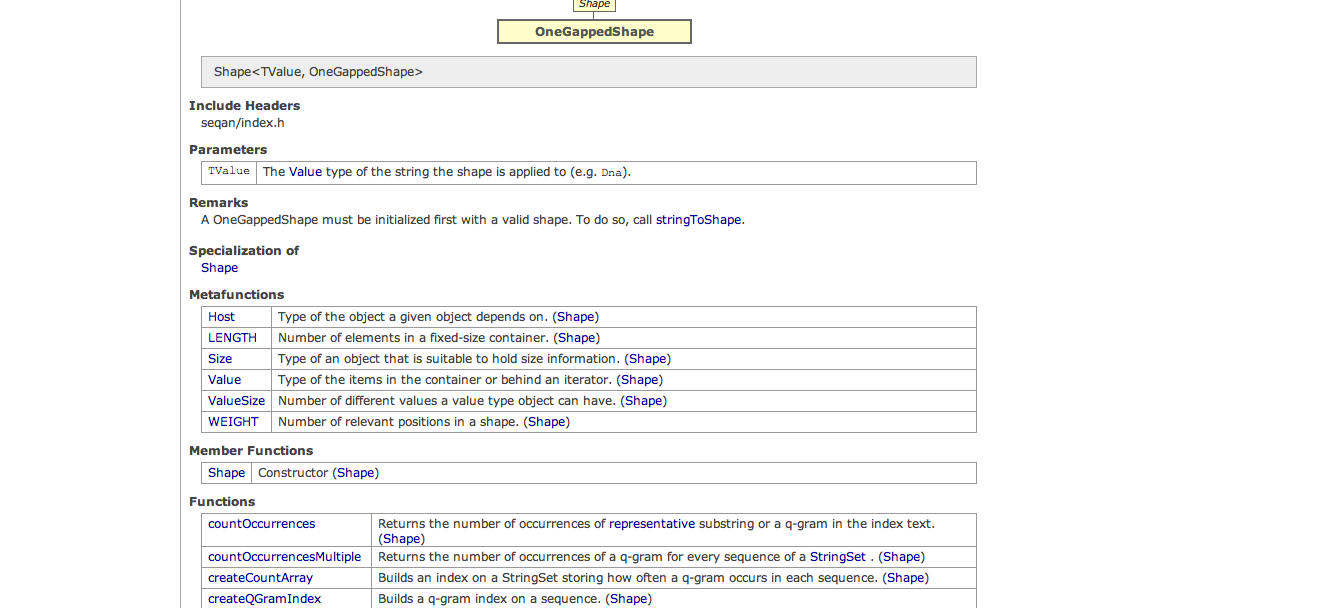 Shape
OneGappedShape
Shape<TValue, OneGappedShape>
Include Headers
seqan/index.h
Parameters
TValue The Value type of the string the shape is applied to (e.g. Dna).
Remarks
A OneGappedShape must be initialized first with a valid shape. To do so, call stringToShape.
Specialization of
Shape
Metafunctions
Host Type of the object a given object depends on. (Shape)
LENGTH Number of elements in a fixed-size container. (Shape)
Size Type of an object that is suitable to hold size information. (Shape)
Value Type of the items in the container or behind an iterator. (Shape)
ValueSize Number of different values a value type object can have. (Shape)
WEIGHT Number of relevant positions in a shape. (Shape)
Member Functions
Shape Constructor (Shape)
Functions
countOccurrences Returns the number of occurrences of representative substring or a q-gram in the index text.
(Shape)
countOccurrencesMultiple Returns the number of occurrences of a q-gram for every sequence of a StringSet . (Shape)
createCountArray Builds an index on a StringSet storing how often a q-gram occurs in each sequence. (Shape)
createQGramIndex Builds a q-gram index on a sequence. (Shape)